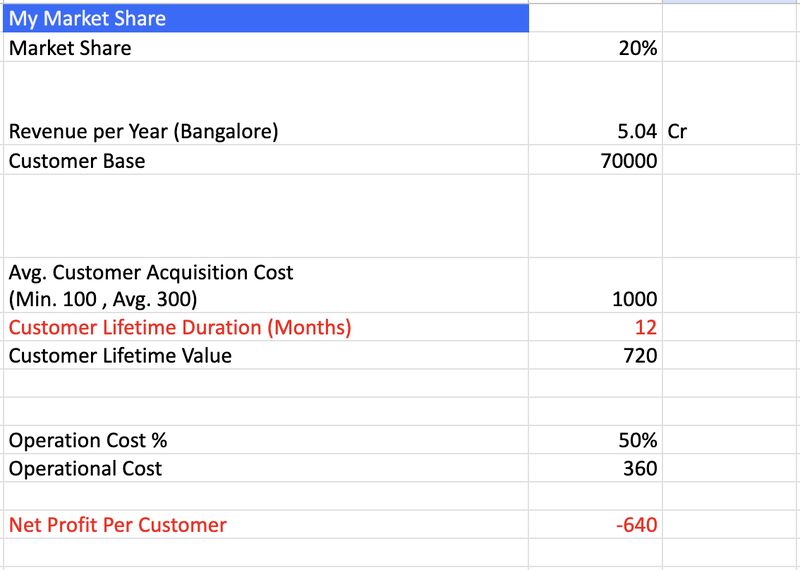 My Market Share
Market Share 20%
Revenue per Year (Bangalore) 5.04 Cr
Customer Base 70000
Avg. Customer Acquisition Cost
(Min. 100 , Avg. 300) 1000
Customer Lifetime Duration (Months) 12
Customer Lifetime Value 720
Operation Cost % 50%
Operational Cost 360
Net Profit Per Customer -640